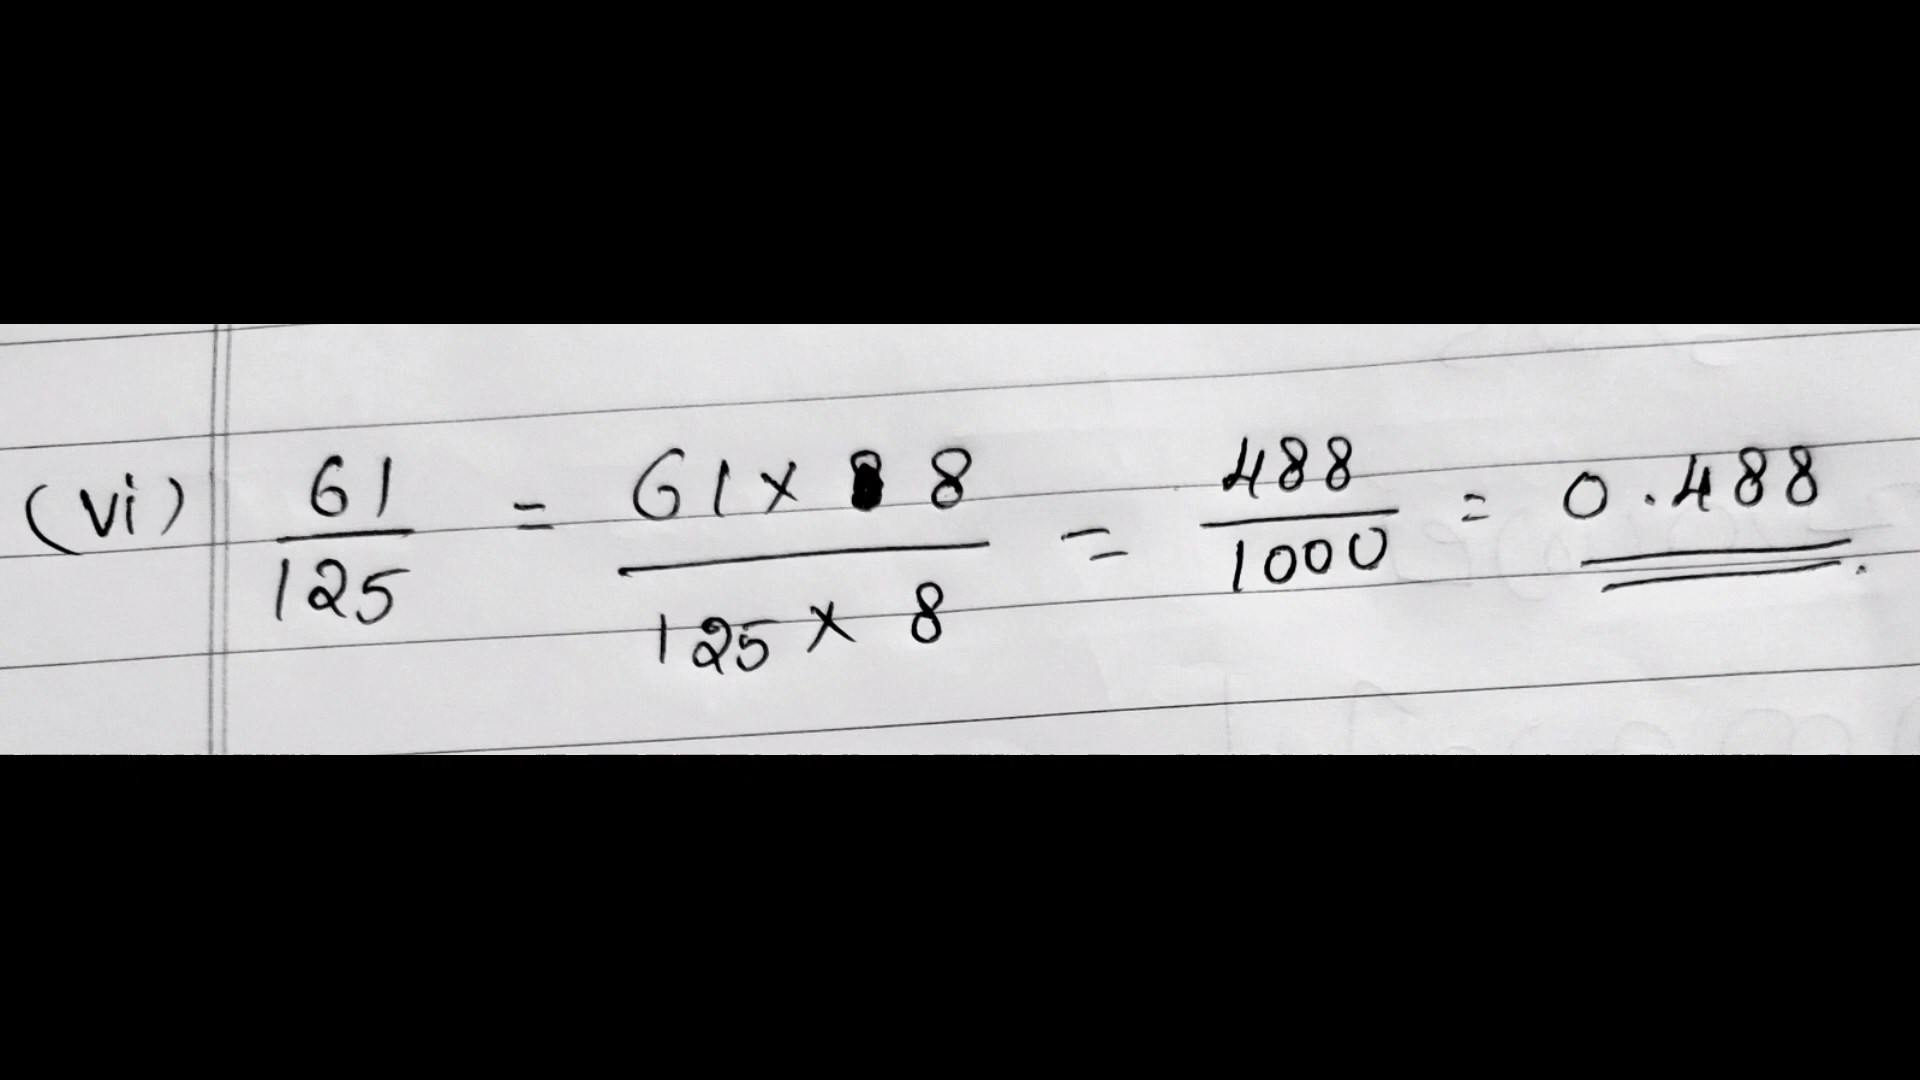 (vi) 61/125 = 61 × 8/125 × 8 = 488/1000 = 0.488.